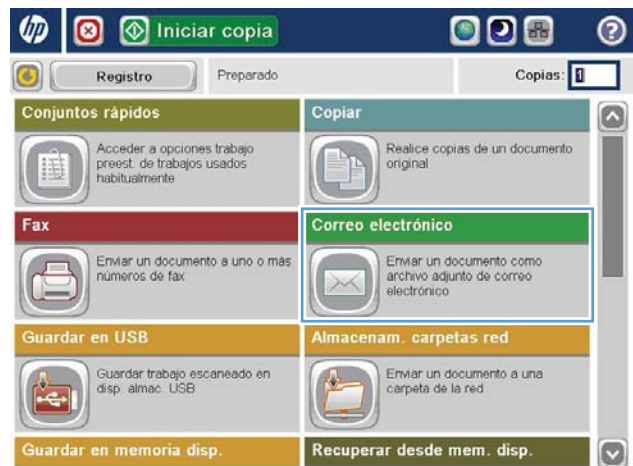 hp
Iniciar copia
?
Registro
Preparado
Copias: 1
Conjuntos rápidos
Copiar
Acceder a opciones trabajo
preest. de trabajos usados
habitualmente
Realice copias de un documento
original
Fax
Correo electrónico
Enviar un documento a uno o más
números de fax
Enviar un documento como
archivo adjunto de correo
electrónico
Guardar en USB
Almacenam. carpetas red
Guardar trabajo escaneado en
disp. almac. USB
Enviar un documento a una
carpeta de la red
Guardar en memoria disp.
Recuperar desde mem. disp.